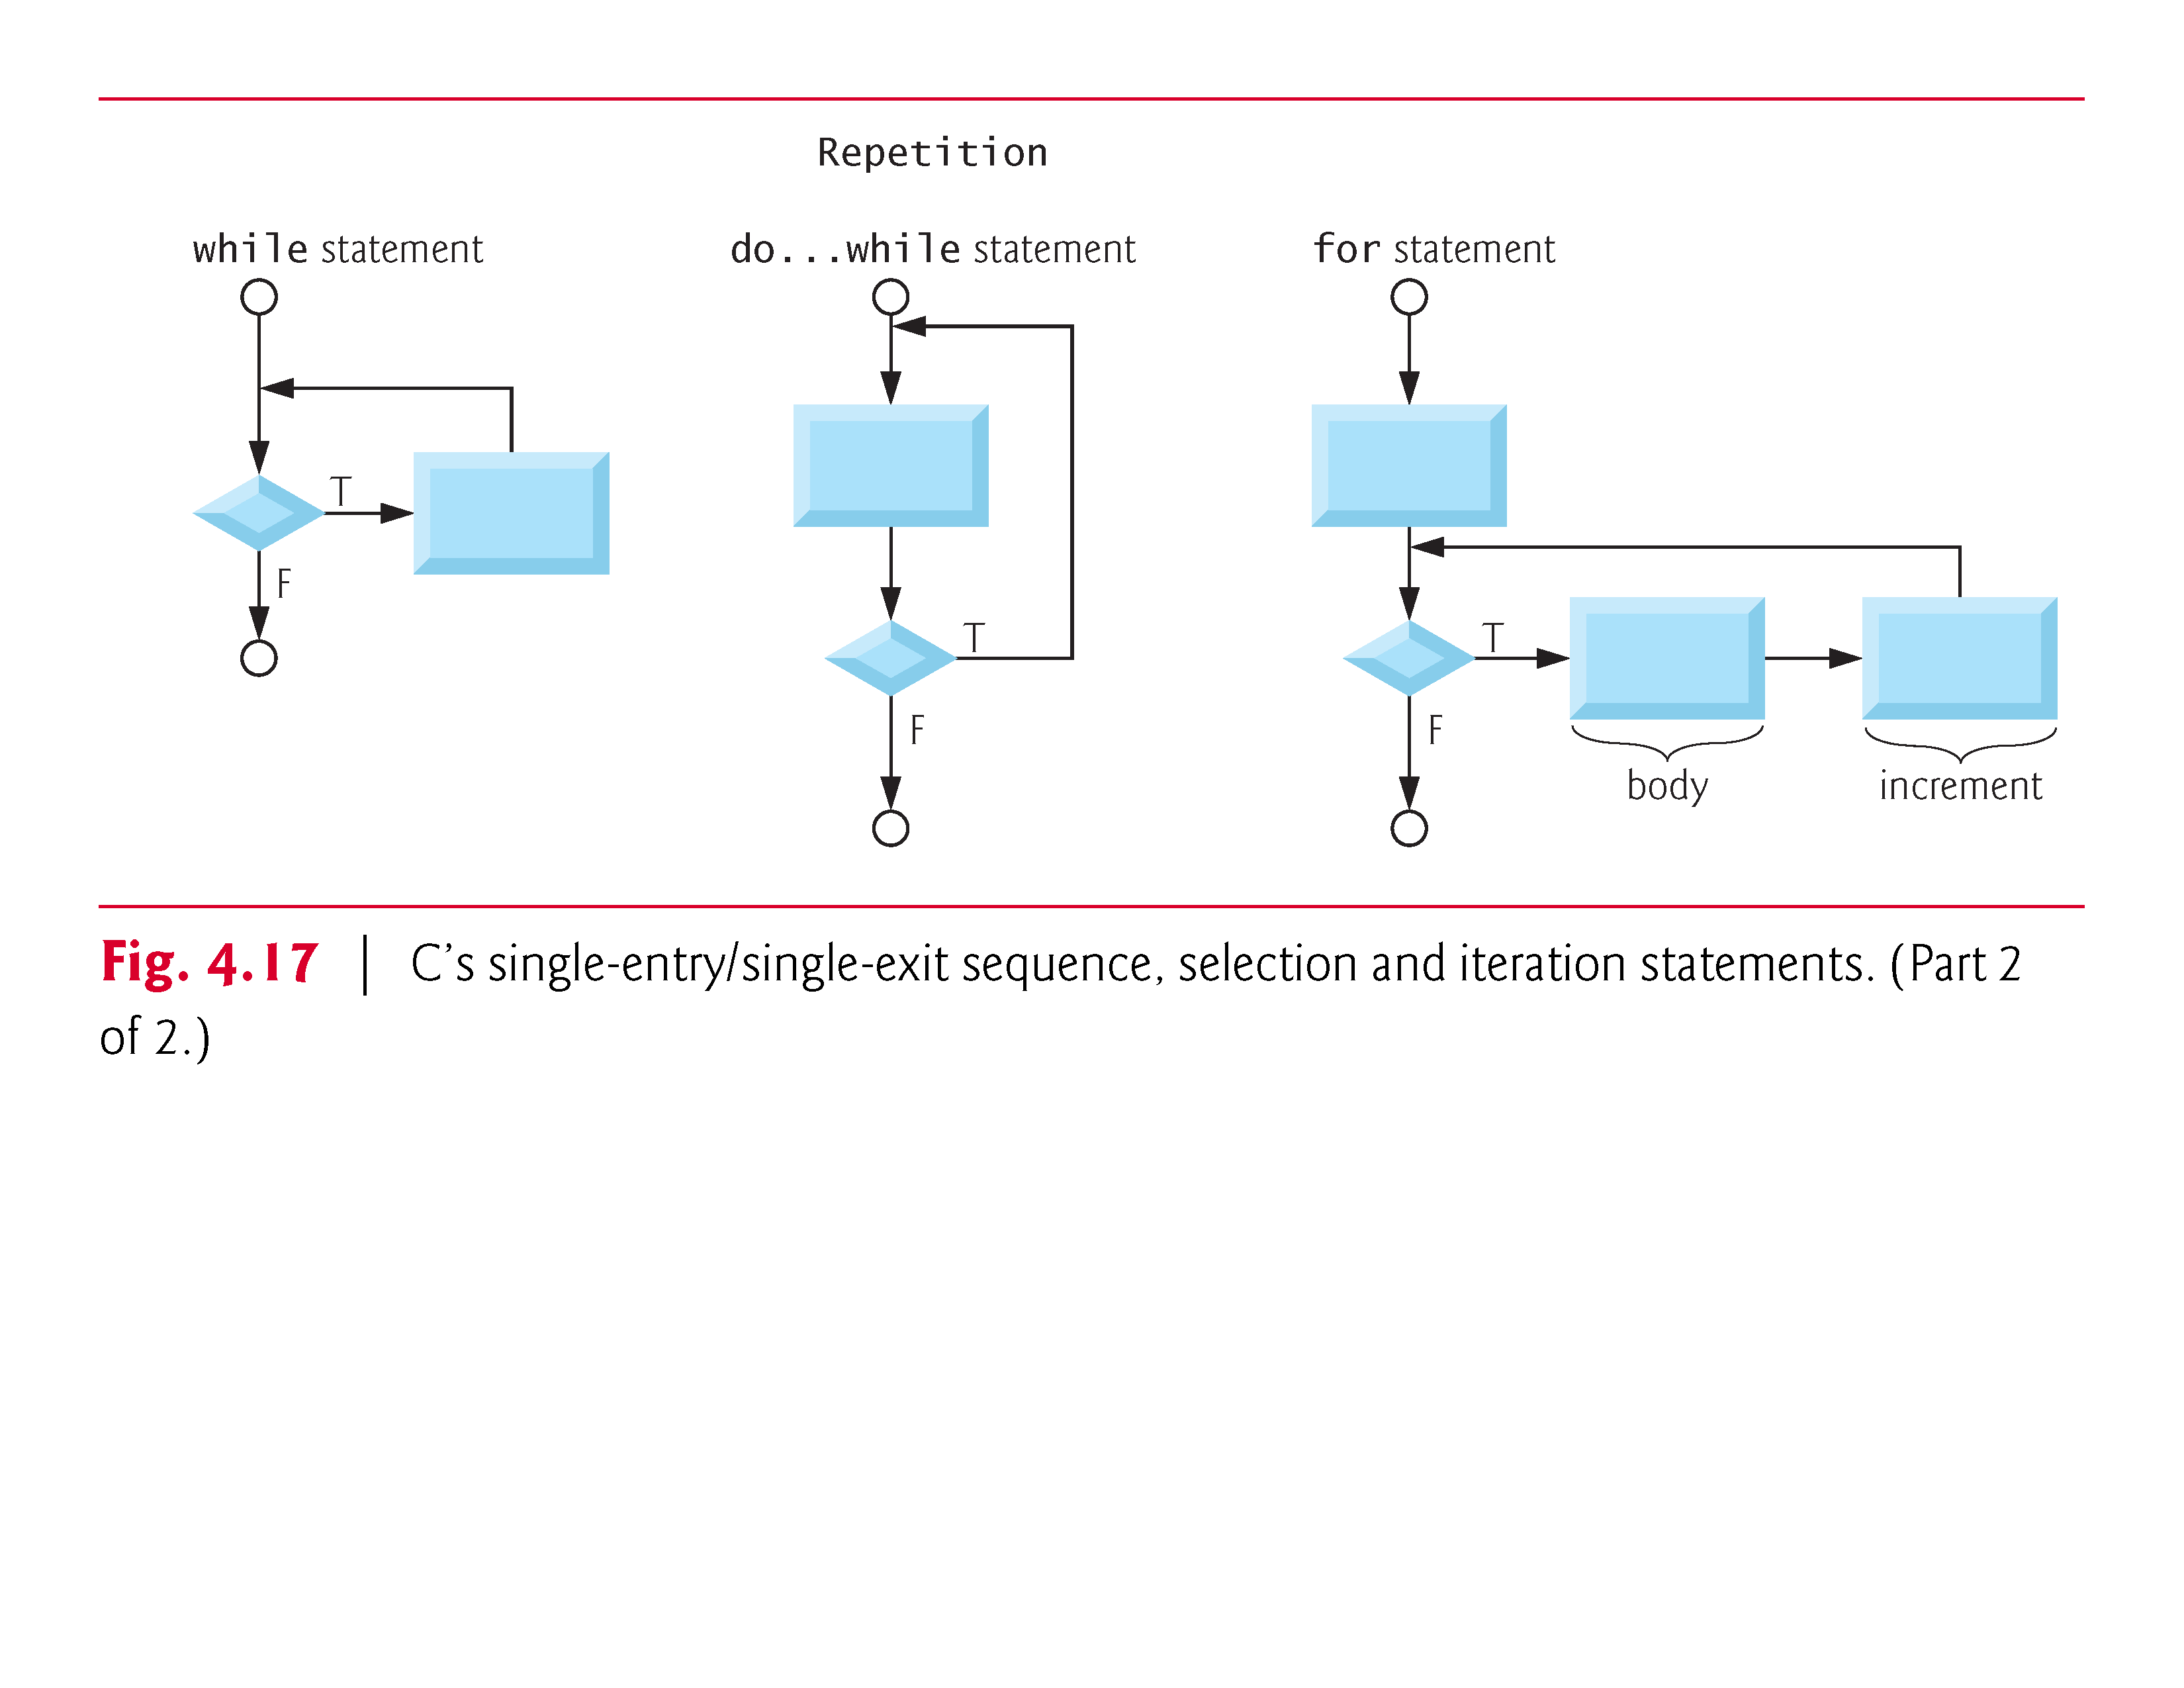 Repetition
while statement
do...while statement
for statement
T
F
T
F
T
F
body
increment
Fig. 4.17 | C’s single-entry/single-exit sequence, selection and iteration statements. (Part 2
of 2.)